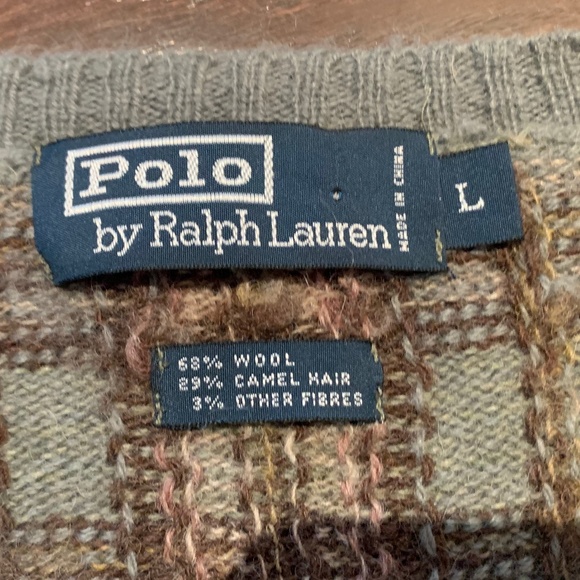 Polo
by Ralph Lauren
MADE IN CHINA
L
68% WOOL
29% CAMEL HAIR
3% OTHER FIBRES